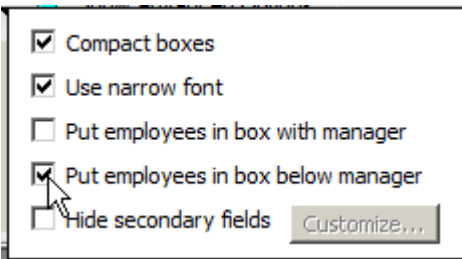 Compact boxes
Use narrow font
Put employees in box with manager
Put employees in box below manager
Hide secondary fields Customize...